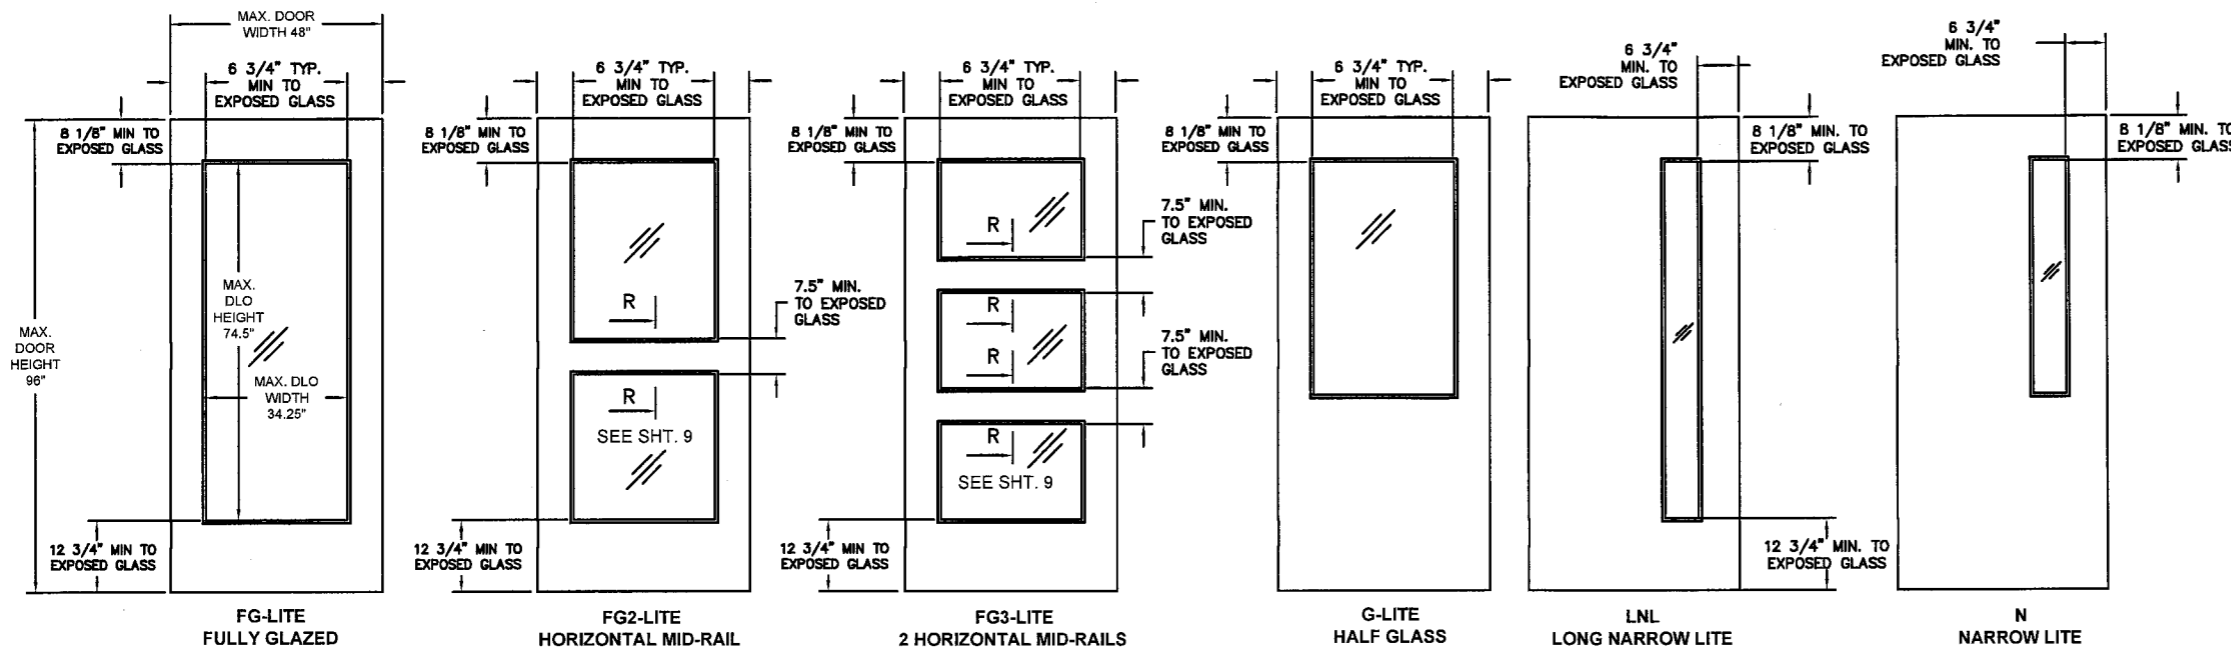 MAX. DOOR
WIDTH 48"
6 3/4" TYP.
MIN TO
EXPOSED GLASS
8 1/8" MIN TO
EXPOSED GLASS
MAX.
DOOR
HEIGHT
96"
MAX.
DLO
HEIGHT
74.5"
MAX. DLO
WIDTH
34.25"
12 3/4" MIN TO
EXPOSED GLASS
FG-LITE
FULLY GLAZED
6 3/4" TYP.
MIN TO
EXPOSED GLASS
8 1/8" MIN TO
EXPOSED GLASS
R
7.5" MIN.
TO EXPOSED
GLASS
R
SEE SHT. 9
12 3/4" MIN TO
EXPOSED GLASS
FG2-LITE
HORIZONTAL MID-RAIL
6 3/4" TYP.
MIN TO
EXPOSED GLASS
8 1/8" MIN TO
EXPOSED GLASS
R
7.5" MIN.
TO EXPOSED
GLASS
R
R
7.5" MIN.
TO EXPOSED
GLASS
R
SEE SHT. 9
12 3/4" MIN TO
EXPOSED GLASS
FG3-LITE
2 HORIZONTAL MID-RAILS
6 3/4" TYP.
MIN TO
EXPOSED GLASS
8 1/8" MIN TO
EXPOSED GLASS
G-LITE
HALF GLASS
6 3/4"
MIN. TO
EXPOSED GLASS
8 1/8" MIN. TO
EXPOSED GLASS
12 3/4" MIN. TO
EXPOSED GLASS
LNL
LONG NARROW LITE
6 3/4"
MIN. TO
EXPOSED GLASS
8 1/8" MIN. TO
EXPOSED GLASS
N
NARROW LITE